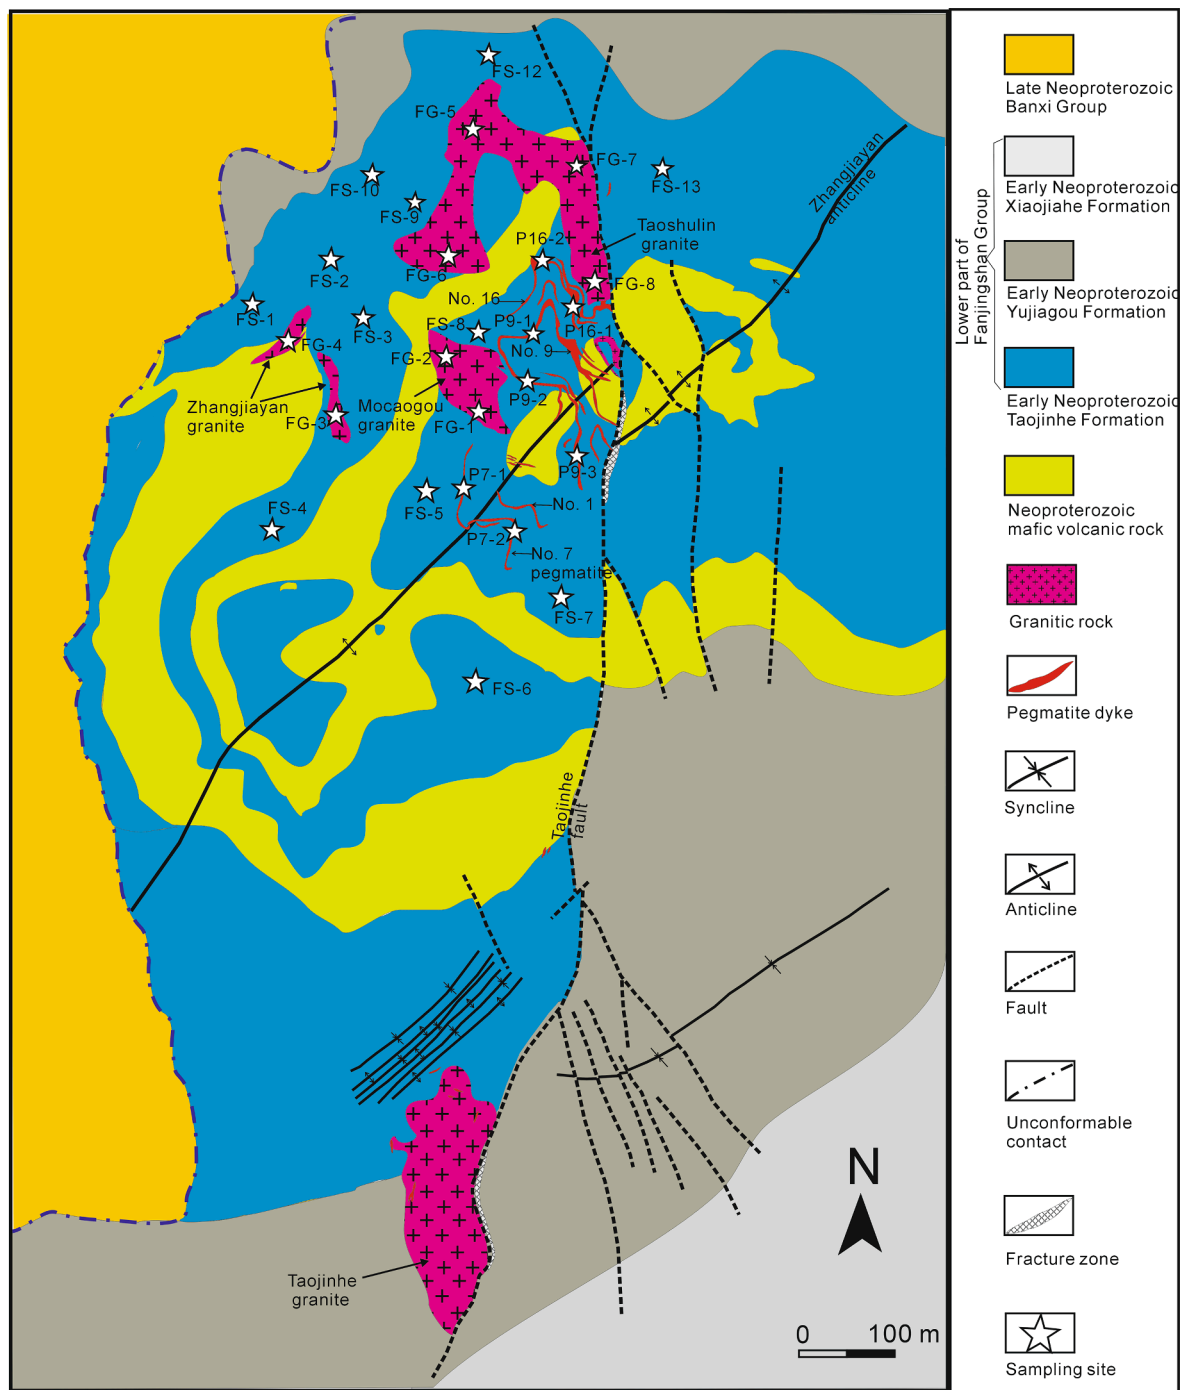 FS-12
FG-5
FG-7
FS-10
FS-13
FS-9
Zhangjiayan
anticline
P16-2
Taoshulin
granite
FS-2
FG-6
FG-8
No. 16
FS-1
FS-3
FS-8
P9-1
P16-1
FG-4
FG-2
No. 9
P9-2
Zhangjiayan
granite
FG-3
Mocaogou
granite
FG-1
P9-3
P7-1
FS-5
No. 1
FS-4
P7-2
No. 7
pegmatite
FS-7
FS-6
Taojinhe
fault
Taojinhe
granite
N
0 100 m
Late Neoproterozoic
Banxi Group
Lower part of
Fanjingshan Group
Early Neoproterozoic
Xiaojiahe Formation
Early Neoproterozoic
Yujiagou Formation
Early Neoproterozoic
Taojinhe Formation
Neoproterozoic
mafic volcanic rock
Granitic rock
Pegmatite dyke
Syncline
Anticline
Fault
Unconformable
contact
Fracture zone
Sampling site